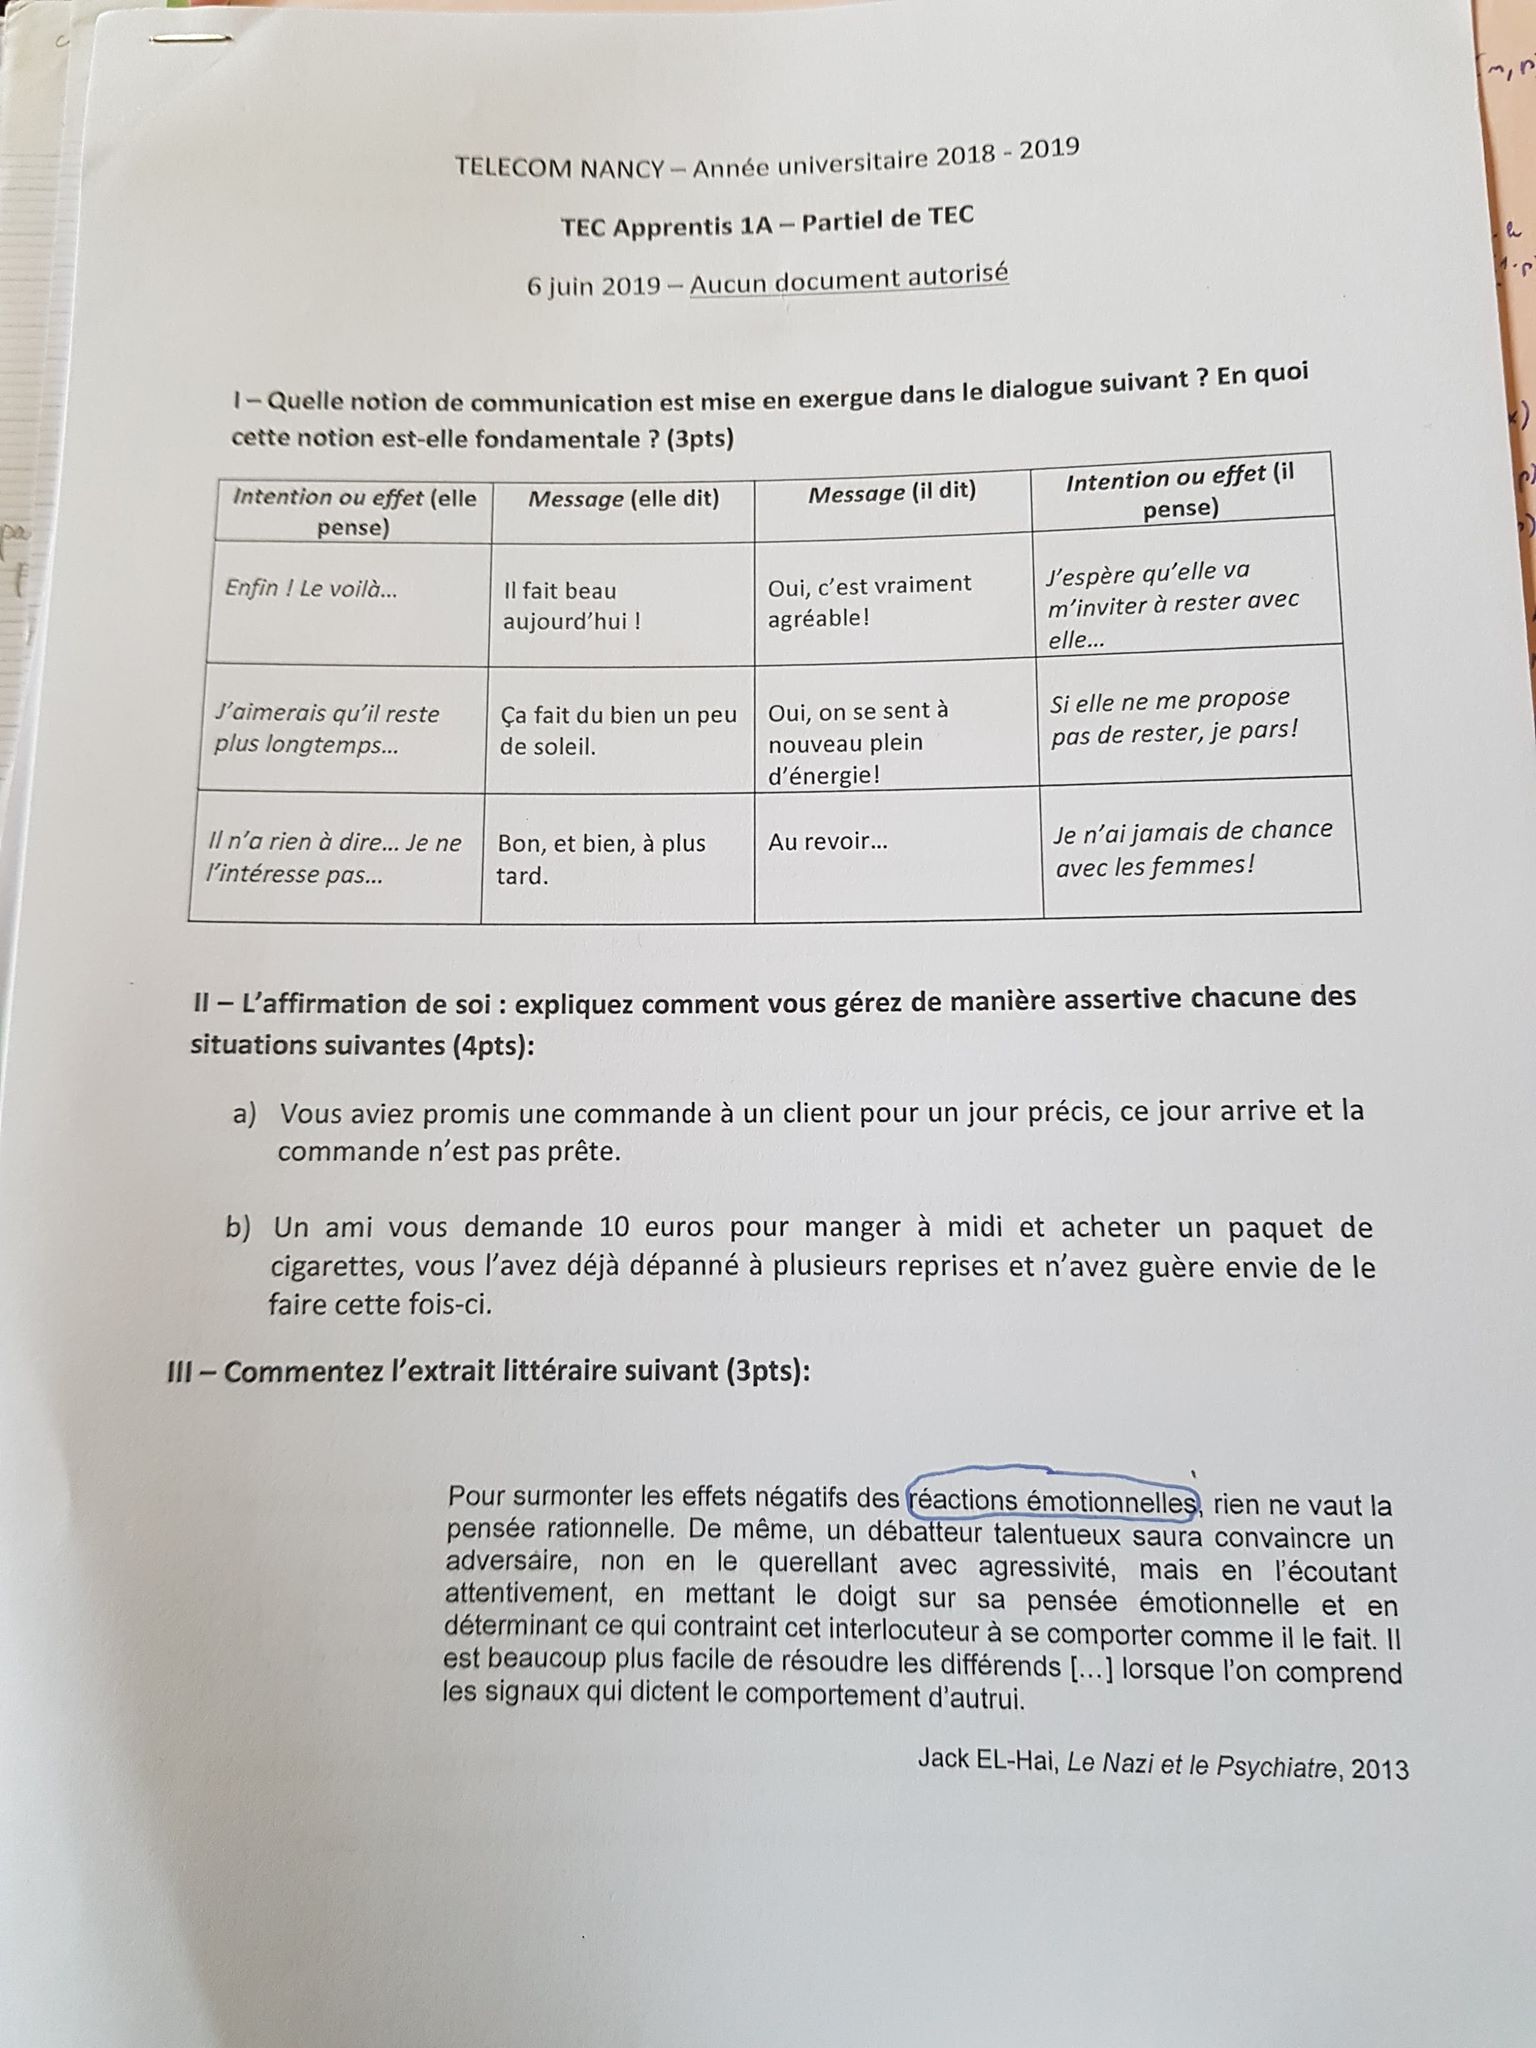 TELECOM NANCY – Année universitaire 2018 - 2019
TEC Apprentis 1A – Partiel de TEC
6 juin 2019 – Aucun document autorisé
I – Quelle notion de communication est mise en exergue dans le dialogue suivant ? En quoi
cette notion est-elle fondamentale ? (3pts)
Intention ou effet (elle
pense)
Message (elle dit)
Message (il dit)
Intention ou effet (il
pense)
Enfin ! Le voilà...
Il fait beau
aujourd'hui !
Oui, c'est vraiment
agréable!
J'espère qu'elle va
m'inviter à rester avec
elle...
J'aimerais qu'il reste
plus longtemps...
Ça fait du bien un peu
de soleil.
Oui, on se sent à
nouveau plein
d'énergie!
Si elle ne me propose
pas de rester, je pars!
Il n'a rien à dire... Je ne
l'intéresse pas...
Bon, et bien, à plus
tard.
Au revoir...
Je n'ai jamais de chance
avec les femmes!
II – L'affirmation de soi : expliquez comment vous gérez de manière assertive chacune des
situations suivantes (4pts):
a) Vous aviez promis une commande à un client pour un jour précis, ce jour arrive et la
commande n'est pas prête.
b) Un ami vous demande 10 euros pour manger à midi et acheter un paquet de
cigarettes, vous l'avez déjà dépanné à plusieurs reprises et n'avez guère envie de le
faire cette fois-ci.
III – Commentez l'extrait littéraire suivant (3pts):
Pour surmonter les effets négatifs des réactions émotionnelles, rien ne vaut la
pensée rationnelle. De même, un débatteur talentueux saura convaincre un
adversaire, non en le querellant avec agressivité, mais en l'écoutant
attentivement, en mettant le doigt sur sa pensée émotionnelle et en
déterminant ce qui contraint cet interlocuteur à se comporter comme il le fait. Il
est beaucoup plus facile de résoudre les différends [...] lorsque l'on comprend
les signaux qui dictent le comportement d'autrui.
Jack EL-Hai, Le Nazi et le Psychiatre, 2013